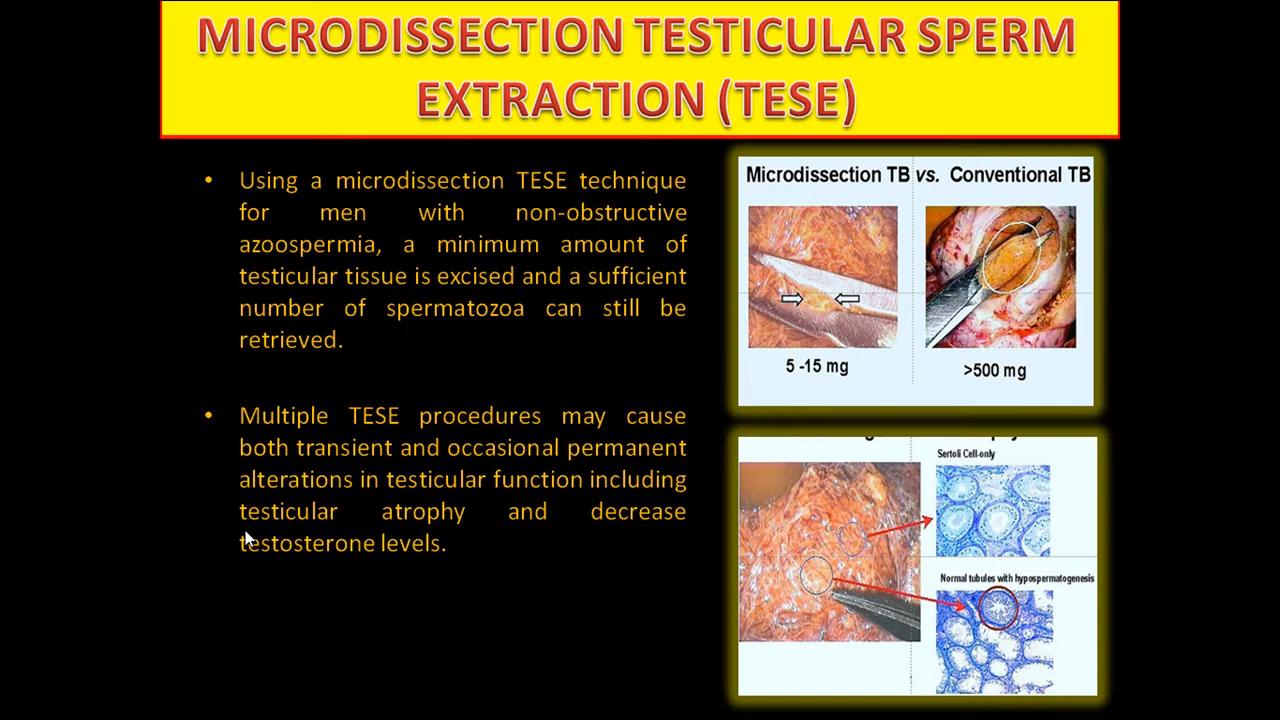 MICRODISSECTION TESTICULAR SPERM
EXTRACTION (TESE)
• Using a microdissection TESE technique
for men with non-obstructive
azoospermia, a minimum amount of
testicular tissue is excised and a sufficient
number of spermatozoa can still be
retrieved.
• Multiple TESE procedures may cause
both transient and occasional permanent
alterations in testicular function including
testicular atrophy and decrease
testosterone levels.
Microdissection TB vs. Conventional TB
5 -15 mg
>500 mg
Sertoli Cell-only
Normal tubules with hypospermatogenesis